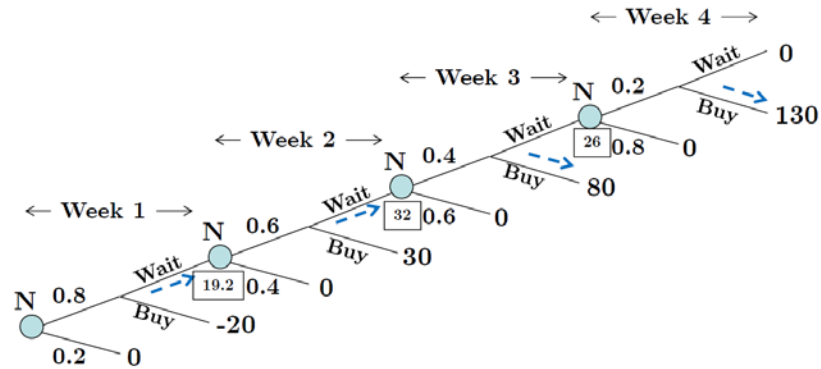 ← Week 4 →
0
Wait
← Week 3 →
N
0.2
Buy
130
Wait
26
0.8
0
← Week 2 →
N
0.4
Buy
80
Wait
32
0.6
0
← Week 1 →
N
0.6
Buy
30
Wait
19.2
0.4
0
N
0.8
Buy
-20
0.2
0